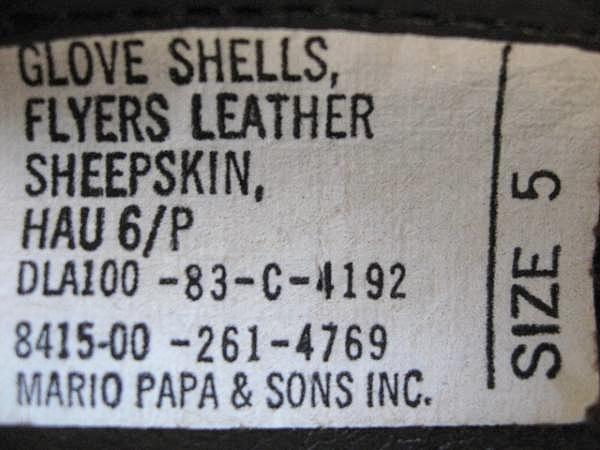 GLOVE SHELLS,
FLYERS LEATHER
SHEEPSKIN,
HAU 6/P
DLA100 -83-C-4192
8415-00 -261-4769
MARIO PAPA & SONS INC.
SIZE 5